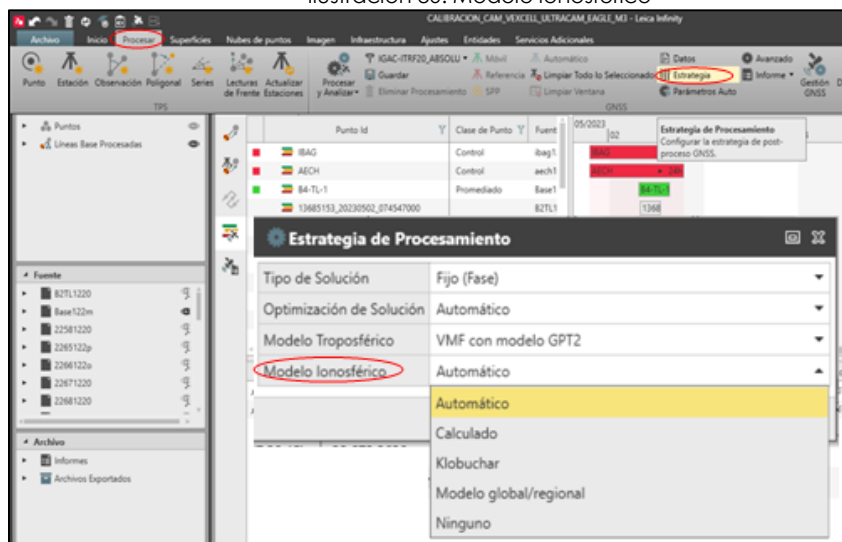 CALIBRACION_CAM_VEXCELL_ULTRACAM_EAGLE_M3 - Leica Infinity
Archivo Inicio Procesar Superficies Nubes de puntos Imagen Infraestructura Ajustes Entidades Servicios Adicionales
Punto Estación Observación Poligonal Series Lecturas de Frente Actualizar Estaciones
TPS
Procesar y Analizar
IGAC-ITRF20_ABSOLU Móvil Automático Datos Avanzado
Guardar Referencia Limpiar Todo lo Seleccionado Estrategia Informe
Eliminar Procesamiento SPP Limpiar Ventana Parámetros Auto
Gestión GNSS
GNSS
Estrategia de Procesamiento
Configurar la estrategia de post-proceso GNSS.
Puntos
Líneas Base Procesadas
Punto Id Clase de Punto Fuent 05/2023 02
IBAG Control ibag1 IBAG
AECH Control aech1 AECH 24h
B4-TL-1 Promediado Base1 B4-TL-1
13685153_20230502_074547000 B2TL1 1368
Fuente
B2TL1220
Base122m
22581220
2265122p
2266122o
22671220
22681220
Archivo
Informes
Archivos Exportados
Estrategia de Procesamiento
Tipo de Solución Fijo (Fase)
Optimización de Solución Automático
Modelo Troposférico VMF con modelo GPT2
Modelo Ionosférico Automático
Automático
Calculado
Klobuchar
Modelo global/regional
Ninguno